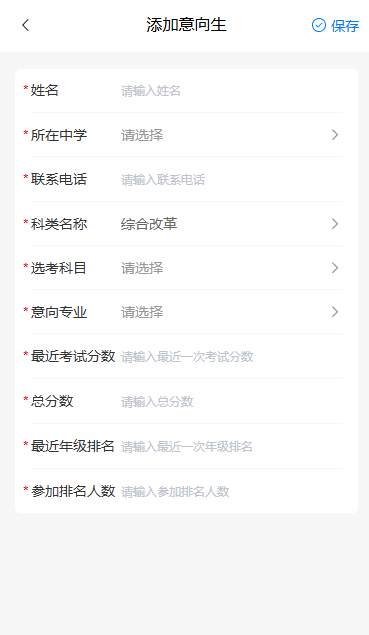 添加意向生
保存
* 姓名 请输入姓名
* 所在中学 请选择
* 联系电话 请输入联系电话
* 科类名称 综合改革
* 选考科目 请选择
* 意向专业 请选择
* 最近考试分数 请输入最近一次考试分数
* 总分数 请输入总分数
* 最近年级排名 请输入最近一次年级排名
* 参加排名人数 请输入参加排名人数